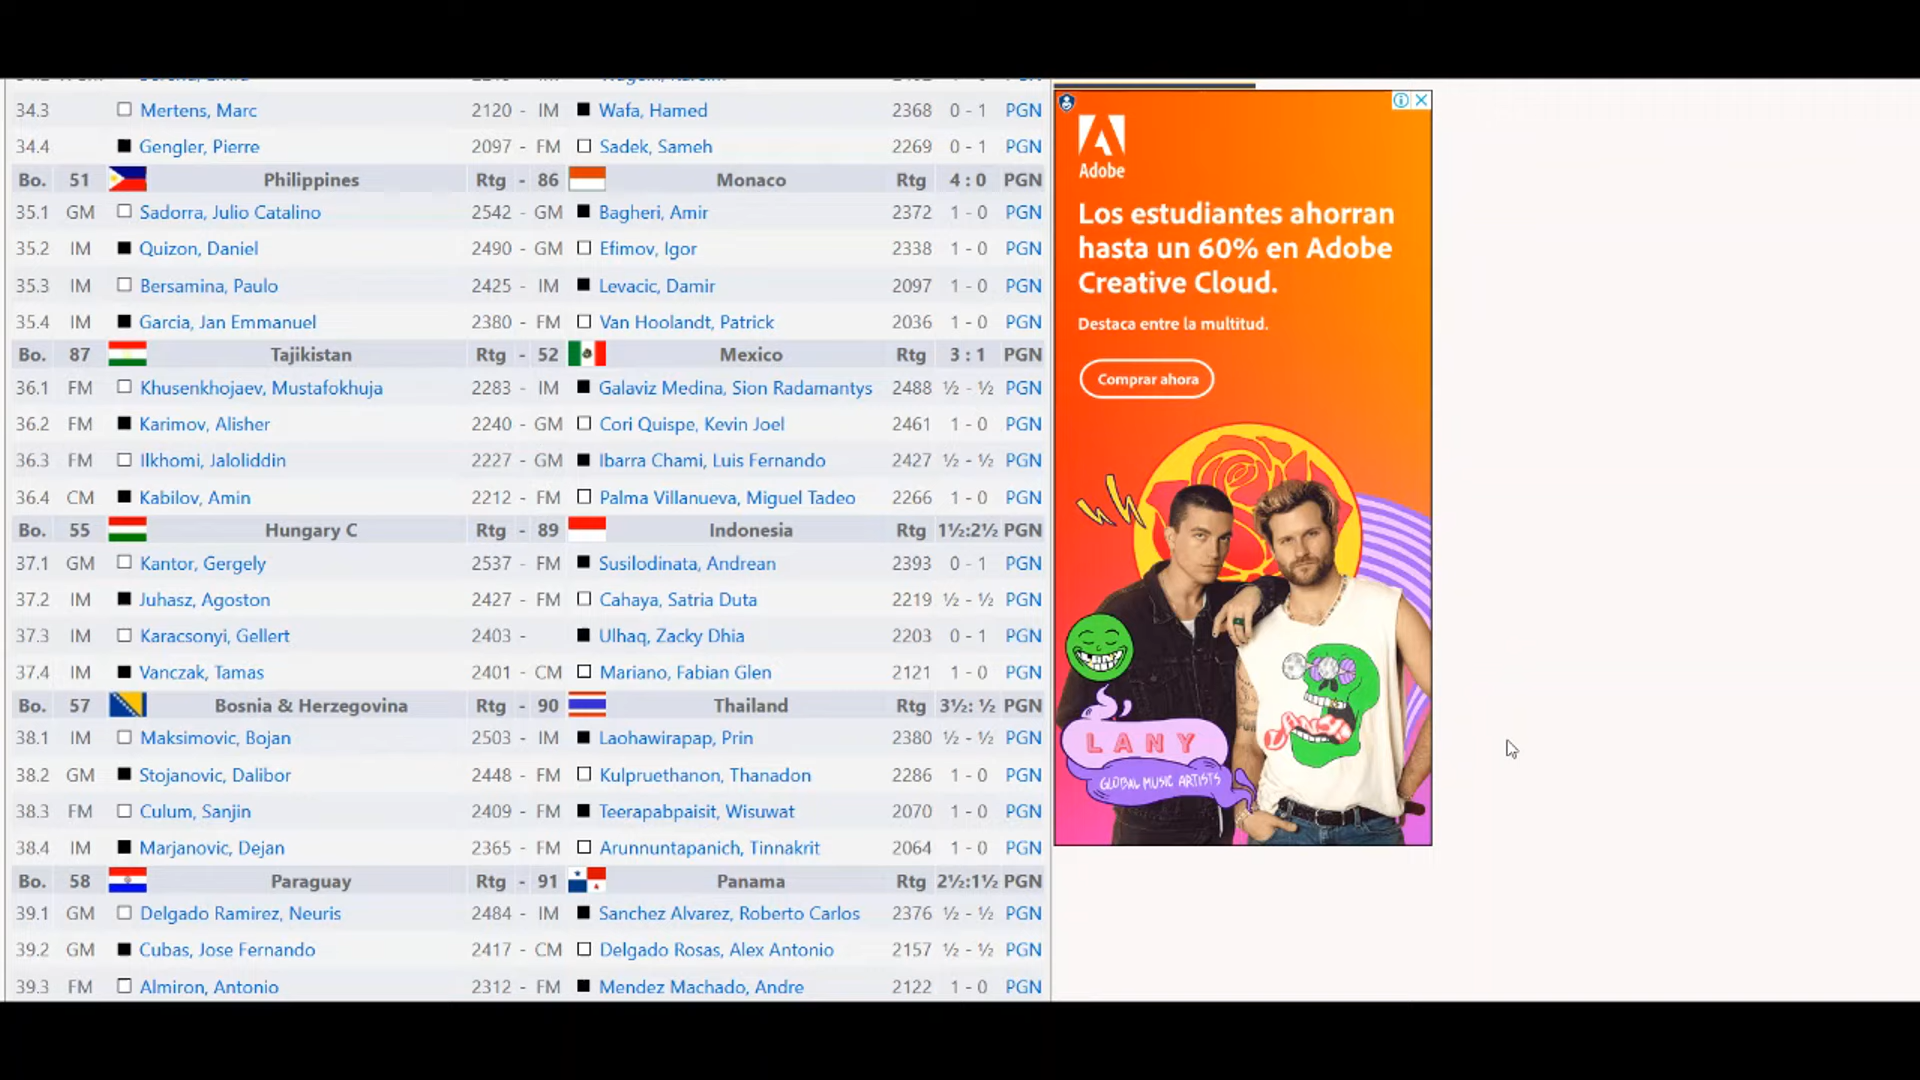 34.3 Mertens, Marc 2120 - IM Wafa, Hamed 2368 0 - 1 PGN
34.4 Gengler, Pierre 2097 - FM Sadek, Sameh 2269 0 - 1 PGN
Bo. 51 Philippines Rtg - 86 Monaco Rtg 4 : 0 PGN
35.1 GM Sadorra, Julio Catalino 2542 - GM Bagheri, Amir 2372 1 - 0 PGN
35.2 IM Quizon, Daniel 2490 - GM Efimov, Igor 2338 1 - 0 PGN
35.3 IM Bersamina, Paulo 2425 - IM Levacic, Damir 2097 1 - 0 PGN
35.4 IM Garcia, Jan Emmanuel 2380 - FM Van Hoolandt, Patrick 2036 1 - 0 PGN
Bo. 87 Tajikistan Rtg - 52 Mexico Rtg 3 : 1 PGN
36.1 FM Khusenkhojaev, Mustafokhuja 2283 - IM Galaviz Medina, Sion Radamantys 2488 ½ - ½ PGN
36.2 FM Karimov, Alisher 2240 - GM Cori Quispe, Kevin Joel 2461 1 - 0 PGN
36.3 FM Ilkhomi, Jaloliddin 2227 - GM Ibarra Chami, Luis Fernando 2427 ½ - ½ PGN
36.4 CM Kabilov, Amin 2212 - FM Palma Villanueva, Miguel Tadeo 2266 1 - 0 PGN
Bo. 55 Hungary C Rtg - 89 Indonesia Rtg 1½:2½ PGN
37.1 GM Kantor, Gergely 2537 - FM Susilodinata, Andrean 2393 0 - 1 PGN
37.2 IM Juhasz, Agoston 2427 - FM Cahaya, Satria Duta 2219 ½ - ½ PGN
37.3 IM Karacsonyi, Gellert 2403 - Ulhaq, Zacky Dhia 2203 0 - 1 PGN
37.4 IM Vanczak, Tamas 2401 - CM Mariano, Fabian Glen 2121 1 - 0 PGN
Bo. 57 Bosnia & Herzegovina Rtg - 90 Thailand Rtg 3½: ½ PGN
38.1 IM Maksimovic, Bojan 2503 - IM Laohawirapap, Prin 2380 ½ - ½ PGN
38.2 GM Stojanovic, Dalibor 2448 - FM Kulpruethanon, Thanadon 2286 1 - 0 PGN
38.3 FM Culum, Sanjin 2409 - FM Teerapabpaisit, Wisuwat 2070 1 - 0 PGN
38.4 IM Marjanovic, Dejan 2365 - FM Arunnuntapanich, Tinnakrit 2064 1 - 0 PGN
Bo. 58 Paraguay Rtg - 91 Panama Rtg 2½:1½ PGN
39.1 GM Delgado Ramirez, Neuris 2484 - IM Sanchez Alvarez, Roberto Carlos 2376 ½ - ½ PGN
39.2 GM Cubas, Jose Fernando 2417 - CM Delgado Rosas, Alex Antonio 2157 ½ - ½ PGN
39.3 FM Almiron, Antonio 2312 - FM Mendez Machado, Andre 2122 1 - 0 PGN
Adobe
Los estudiantes ahorran
hasta un 60% en Adobe
Creative Cloud.
Destaca entre la multitud.
Comprar ahora
LANY
GLOBAL MUSIC ARTISTS